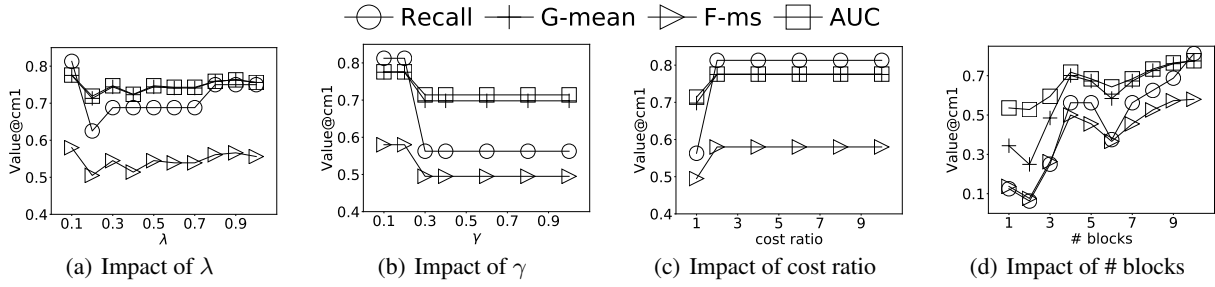 Recall G-mean F-ms AUC
Value@cm1
0.8
0.7
0.6
0.5
0.4
0.1 0.3 0.5 0.7 0.9
λ
(a) Impact of λ
Value@cm1
0.8
0.7
0.6
0.5
0.4
0.1 0.3 0.5 0.7 0.9
γ
(b) Impact of γ
Value@cm1
0.8
0.7
0.6
0.5
0.4
1 3 5 7 9
cost ratio
(c) Impact of cost ratio
Value@cm1
0.7
0.5
0.3
0.1
1 3 5 7 9
# blocks
(d) Impact of # blocks